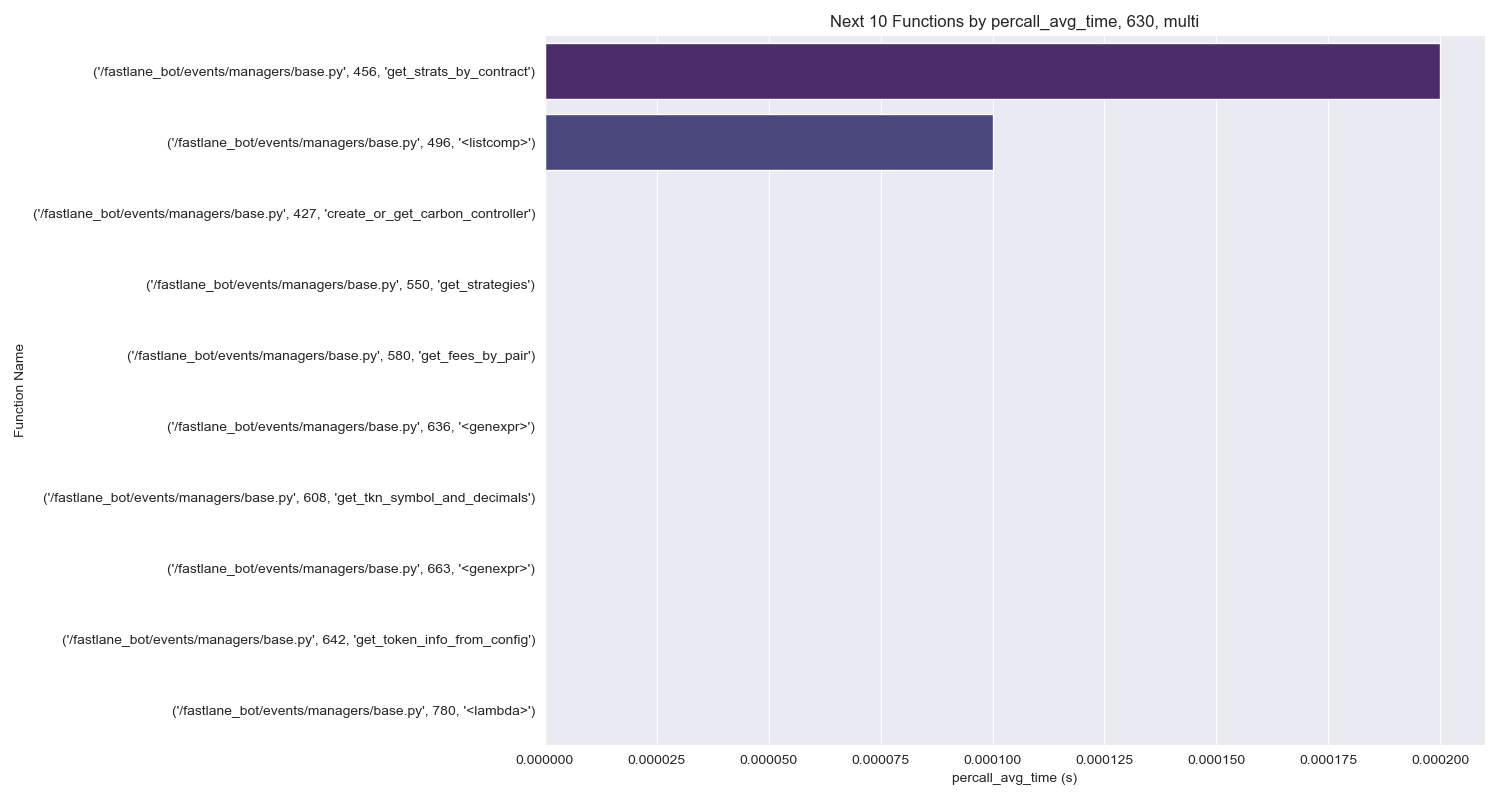 Next 10 Functions by percall_avg_time, 630, multi
('/fastlane_bot/events/managers/base.py', 456, 'get_strats_by_contract')
('/fastlane_bot/events/managers/base.py', 496, '<listcomp>')
('/fastlane_bot/events/managers/base.py', 427, 'create_or_get_carbon_controller')
('/fastlane_bot/events/managers/base.py', 550, 'get_strategies')
('/fastlane_bot/events/managers/base.py', 580, 'get_fees_by_pair')
('/fastlane_bot/events/managers/base.py', 636, '<genexpr>')
('/fastlane_bot/events/managers/base.py', 608, 'get_tkn_symbol_and_decimals')
('/fastlane_bot/events/managers/base.py', 663, '<genexpr>')
('/fastlane_bot/events/managers/base.py', 642, 'get_token_info_from_config')
('/fastlane_bot/events/managers/base.py', 780, '<lambda>')
Function Name
0.000000 0.000025 0.000050 0.000075 0.000100 0.000125 0.000150 0.000175 0.000200
percall_avg_time (s)